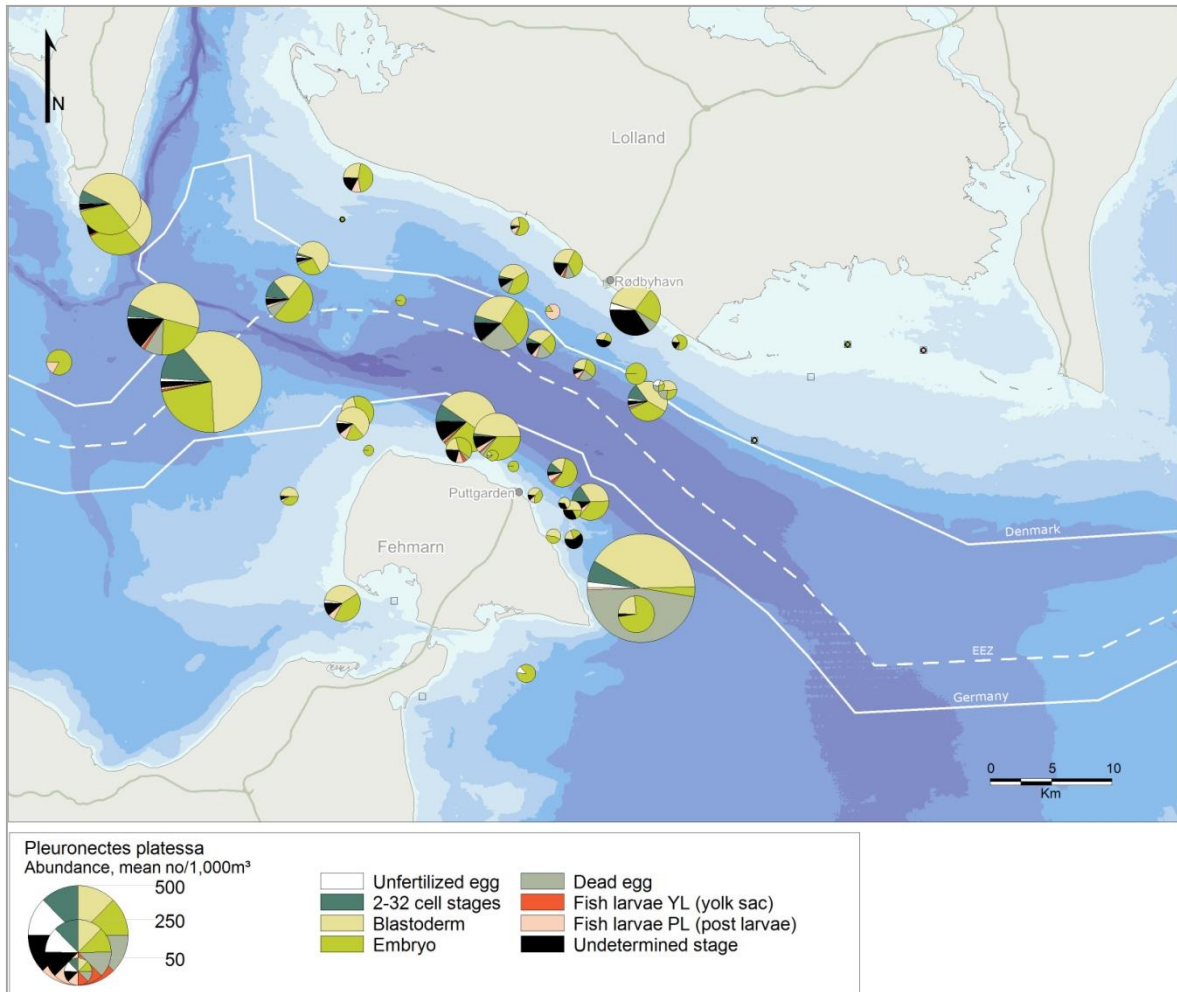 N
Lolland
Rødbyhavn
Puttgarden
Fehmarn
Denmark
EEZ
Germany
0 5 10
Km
Pleuronectes platessa
Abundance, mean no/1,000m³
500
250
50
Unfertilized egg
2-32 cell stages
Blastoderm
Embryo
Dead egg
Fish larvae YL (yolk sac)
Fish larvae PL (post larvae)
Undetermined stage